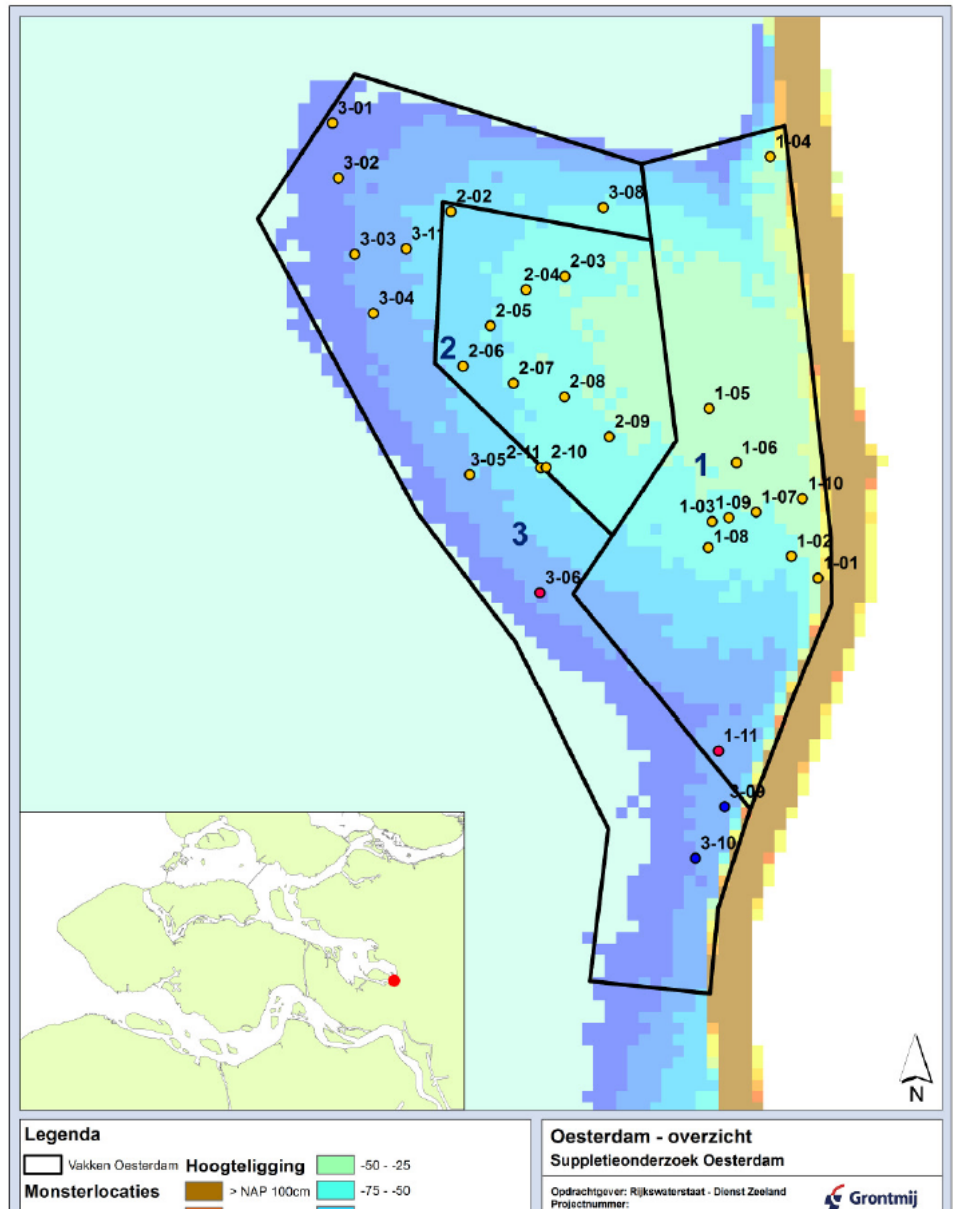 3-01
1-04
3-02
2-02
3-08
3-03
3-11
2-04
2-03
3-04
2-05
2
2-06
2-07
2-08
1-05
2-09
1
1-06
3-05
2-11
2-10
1-10
1-03
1-09
1-07
3
1-08
1-02
1-01
3-06
1-11
3-09
3-10
N
Legenda
Vakken Oesterdam
Hoogteligging
-50 - -25
Monsterlocaties
> NAP 100cm
-75 - -50
Oesterdam - overzicht
Suppletieonderzoek Oesterdam
Opdrachtgever: Rijkswaterstaat - Dienst Zeeland
Projectnummer:
Grontmij